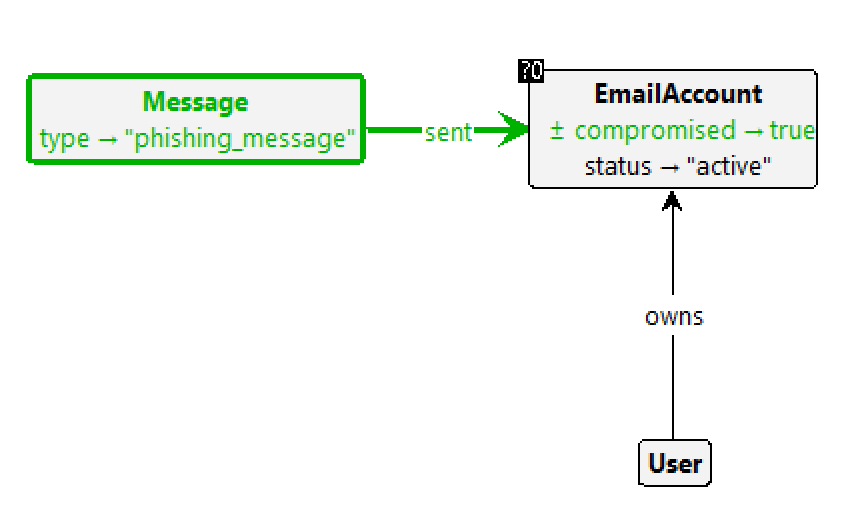 Message
type → "phishing_message"
sent
?0
EmailAccount
± compromised → true
status → "active"
owns
User